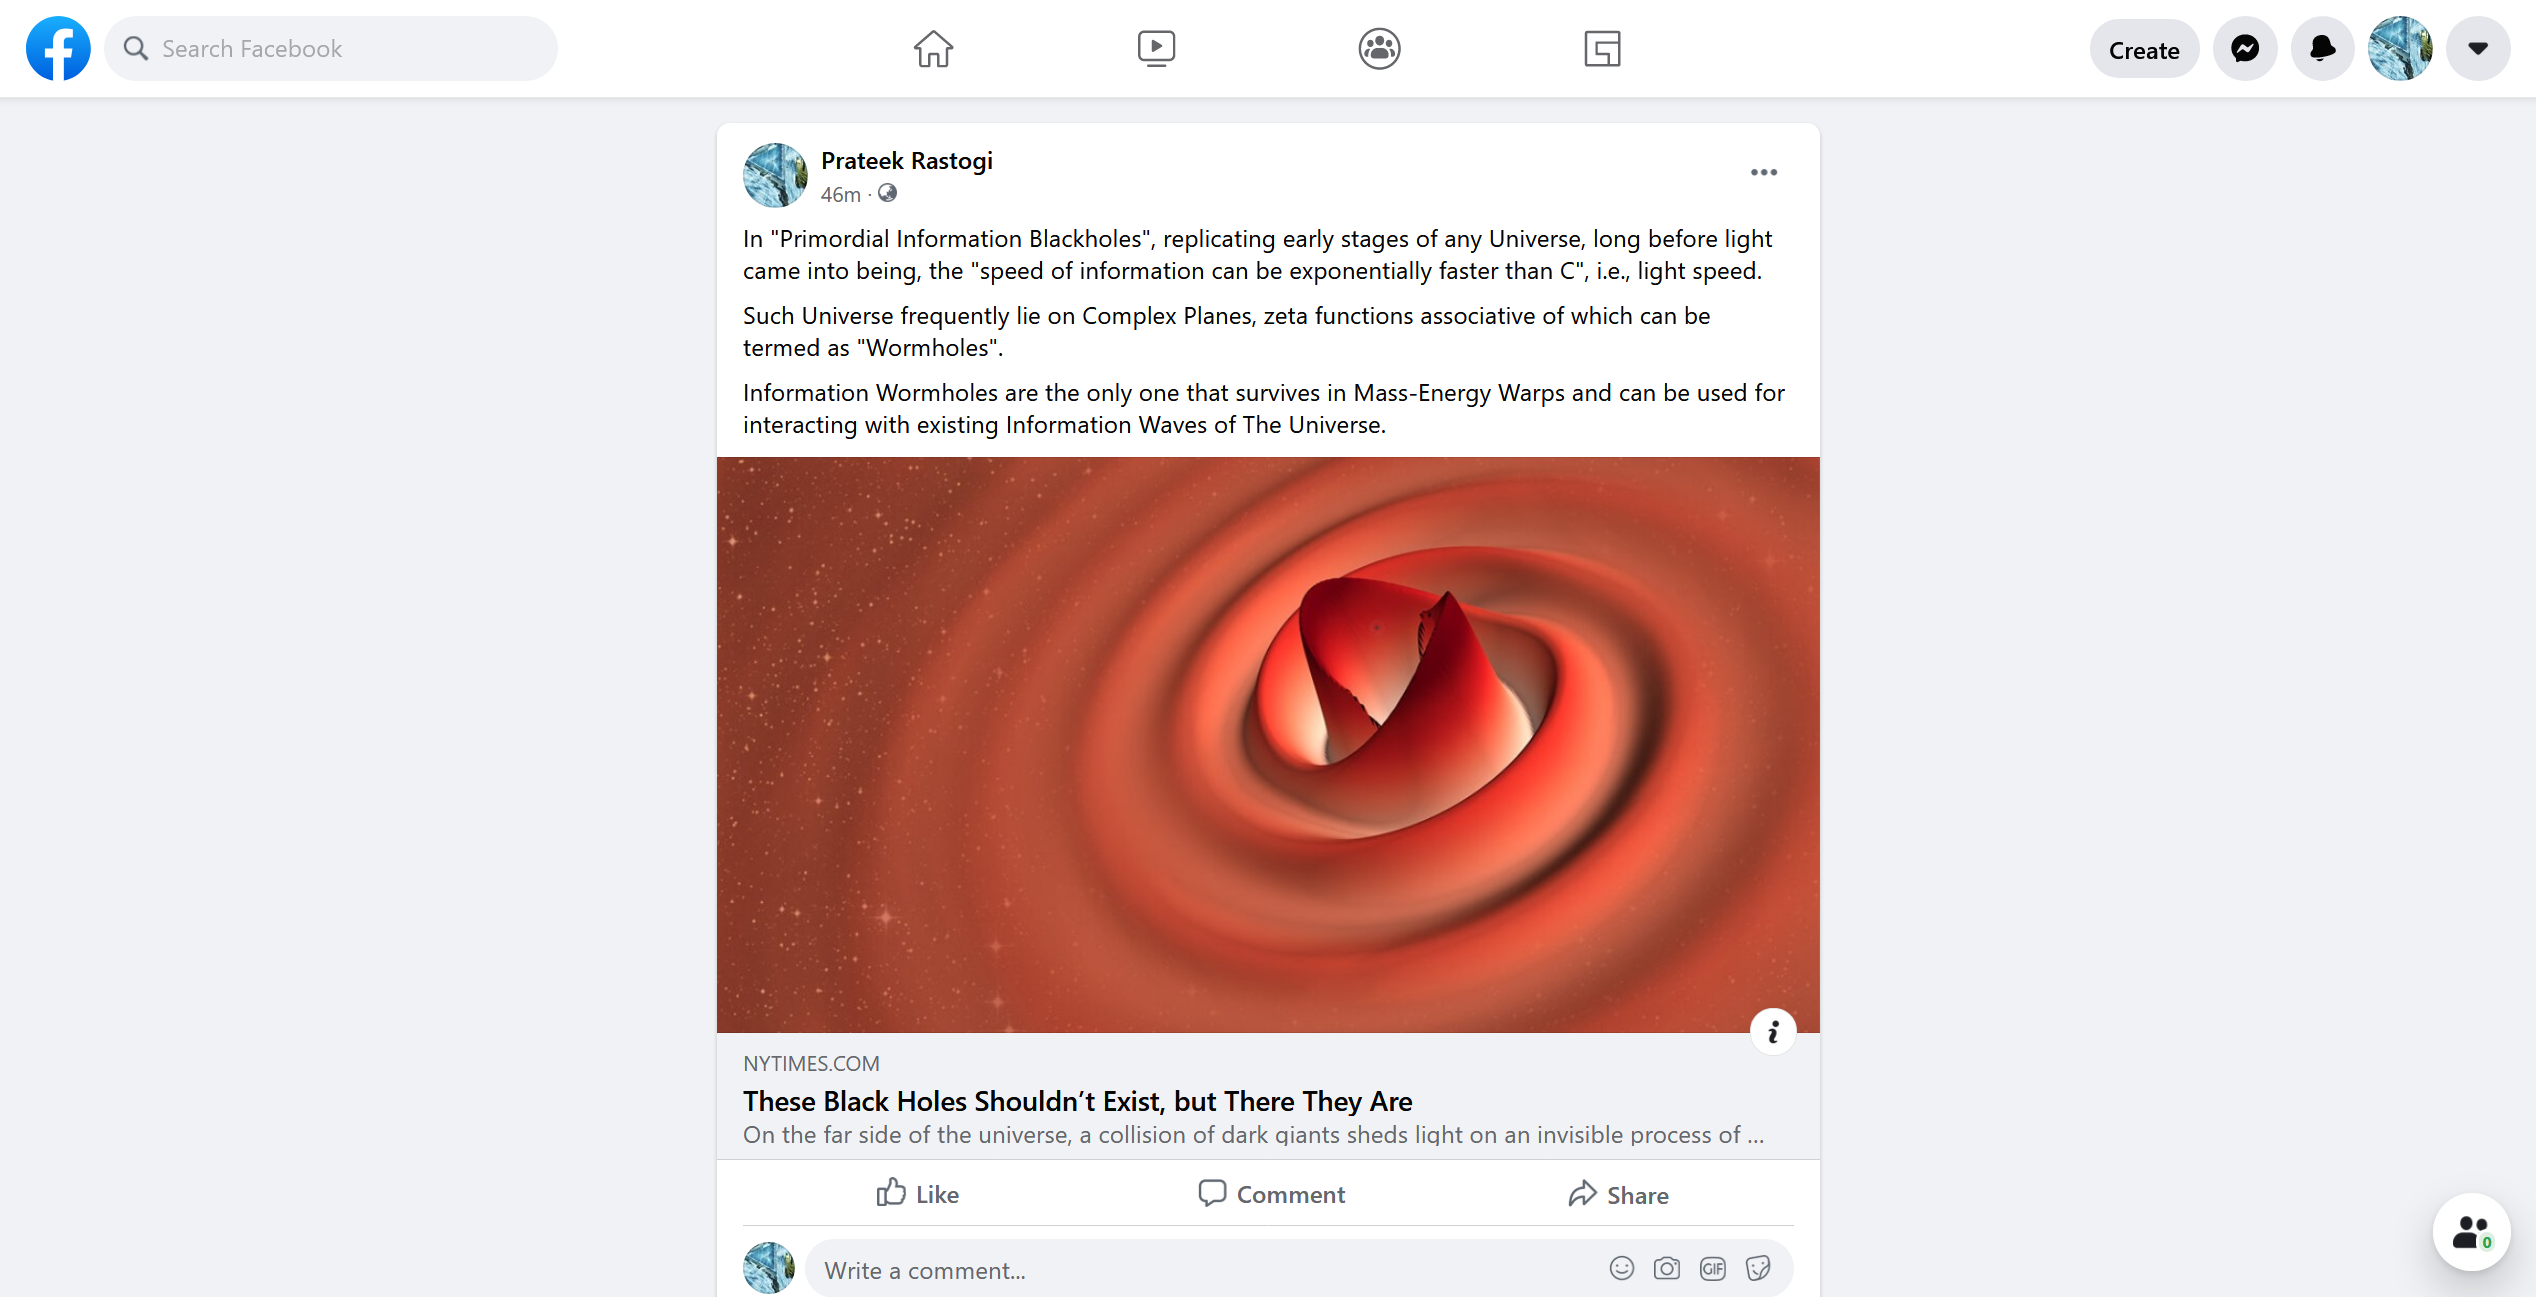 Search Facebook
Create
Prateek Rastogi
46m ·
In "Primordial Information Blackholes", replicating early stages of any Universe, long before light
came into being, the "speed of information can be exponentially faster than C", i.e., light speed.
Such Universe frequently lie on Complex Planes, zeta functions associative of which can be
termed as "Wormholes".
Information Wormholes are the only one that survives in Mass-Energy Warps and can be used for
interacting with existing Information Waves of The Universe.
NYTIMES.COM
These Black Holes Shouldn’t Exist, but There They Are
On the far side of the universe, a collision of dark giants sheds light on an invisible process of ...
Like
Comment
Share
Write a comment...
GIF
0